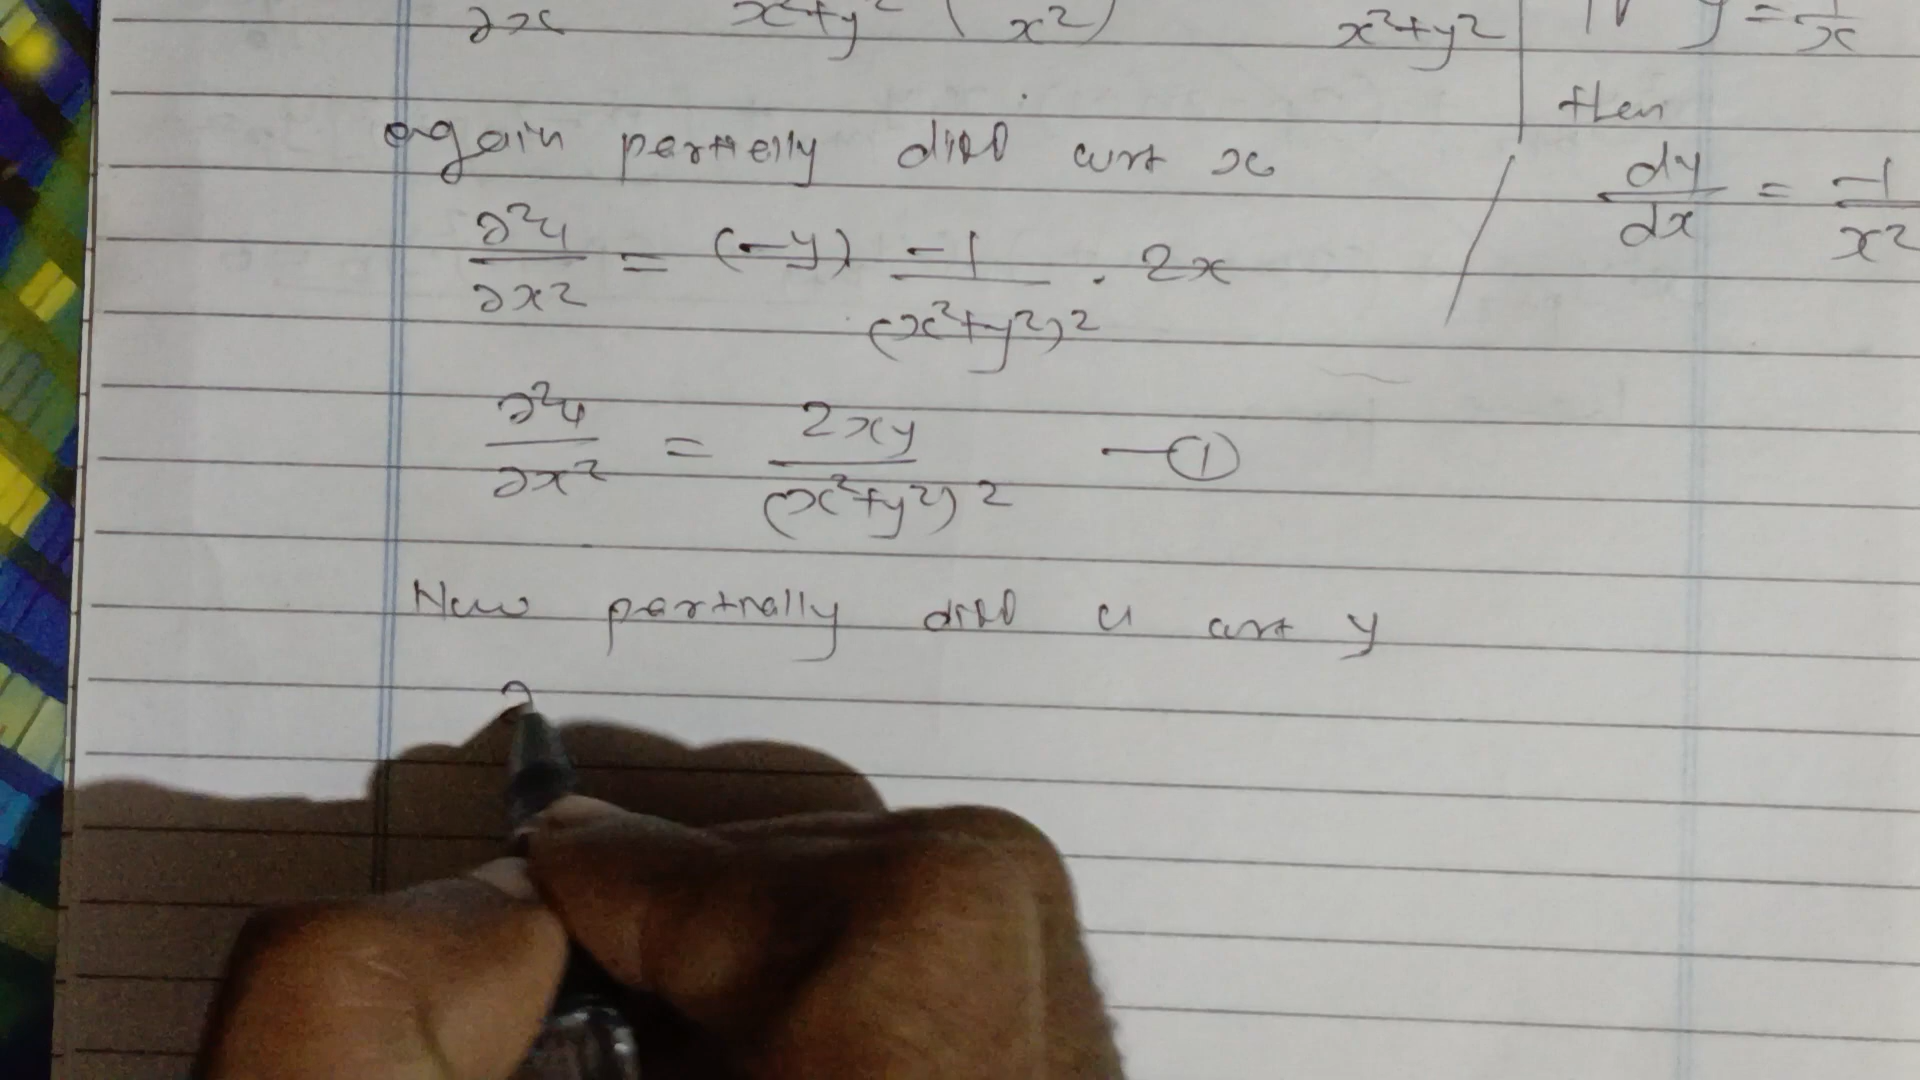 ∂x x²+y² ( x² ) x²+y² y = 1/x
then
again partielly diff wrt x
dy/dx = -1/x²
∂²u/∂x² = (-y) -1/(x²+y²)² . 2x
∂²u/∂x² = 2xy/(x²+y²)² —①
Now partially diff u wrt y